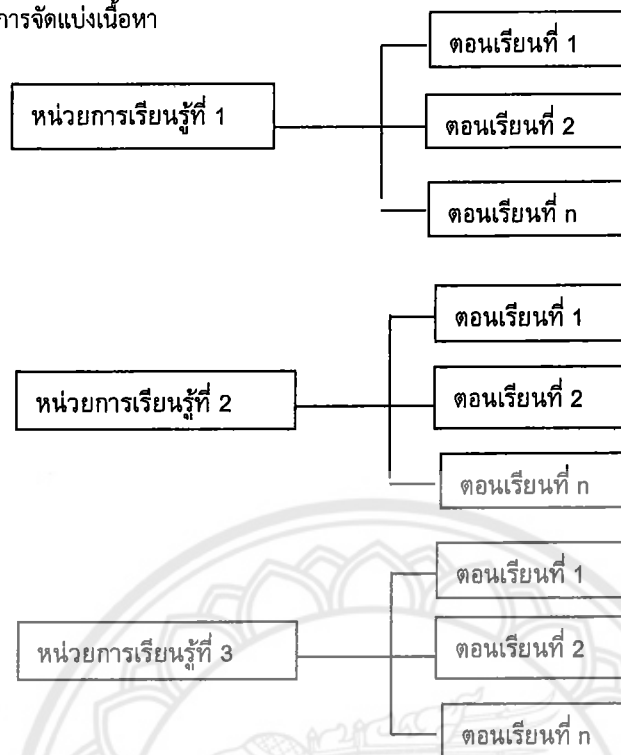 การจัดแบ่งเนื้อหา
ตอนเรียนที่ 1
หน่วยการเรียนรู้ที่ 1
ตอนเรียนที่ 2
ตอนเรียนที่ n
ตอนเรียนที่ 1
หน่วยการเรียนรู้ที่ 2
ตอนเรียนที่ 2
ตอนเรียนที่ n
ตอนเรียนที่ 1
หน่วยการเรียนรู้ที่ 3
ตอนเรียนที่ 2
ตอนเรียนที่ n